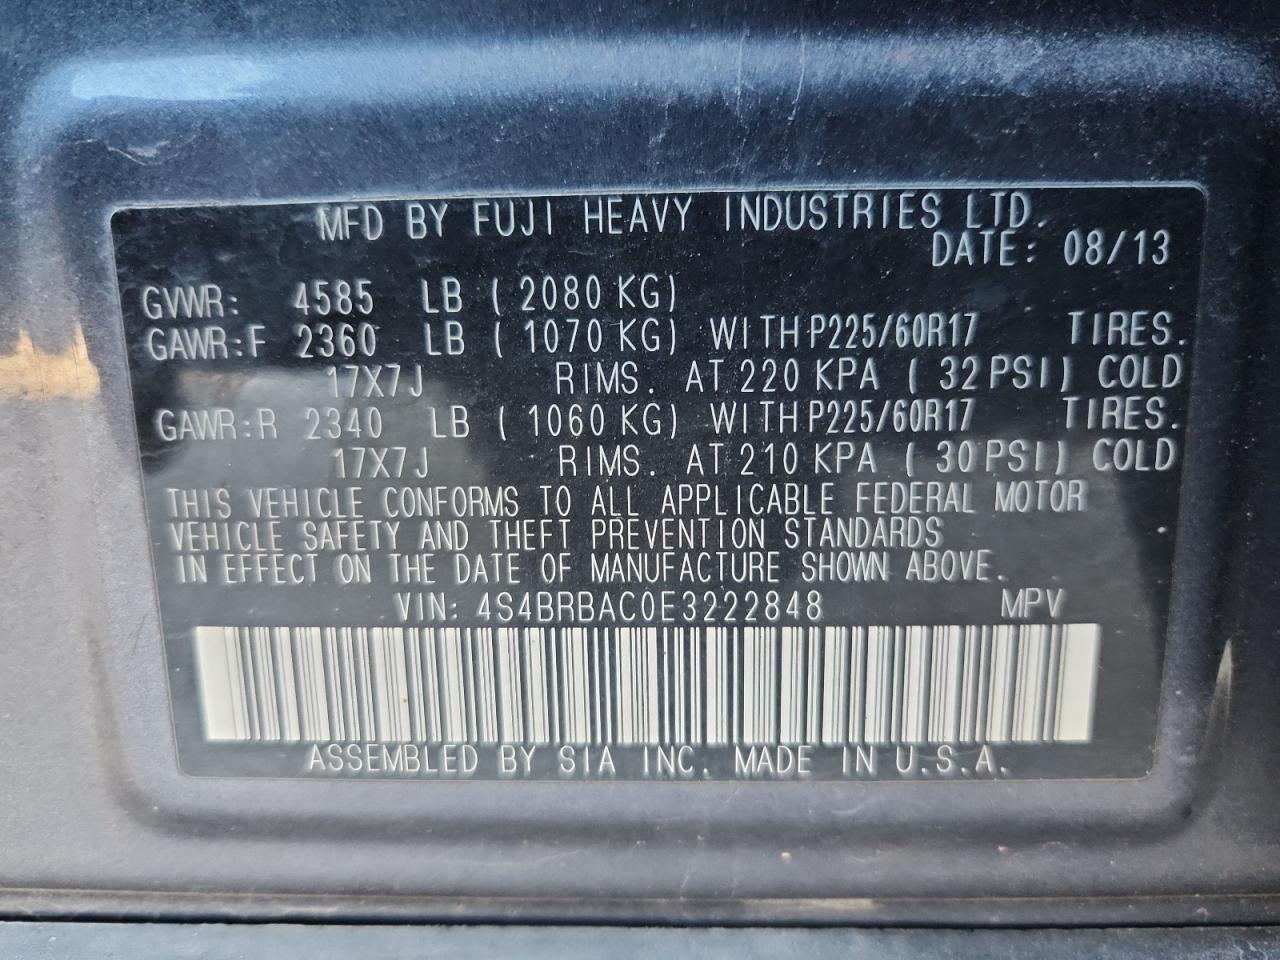 MFD BY FUJI HEAVY INDUSTRIES LTD.
DATE: 08/13
GVWR: 4585 LB ( 2080 KG)
GAWR:F 2360 LB ( 1070 KG) WITH P225/60R17 TIRES.
17X7J RIMS. AT 220 KPA ( 32 PSI) COLD
GAWR:R 2340 LB ( 1060 KG) WITH P225/60R17 TIRES.
17X7J RIMS. AT 210 KPA ( 30 PSI) COLD
THIS VEHICLE CONFORMS TO ALL APPLICABLE FEDERAL MOTOR
VEHICLE SAFETY AND THEFT PREVENTION STANDARDS
IN EFFECT ON THE DATE OF MANUFACTURE SHOWN ABOVE.
VIN: 4S4BRBAC0E3222848 MPV
ASSEMBLED BY SIA INC. MADE IN U.S.A.